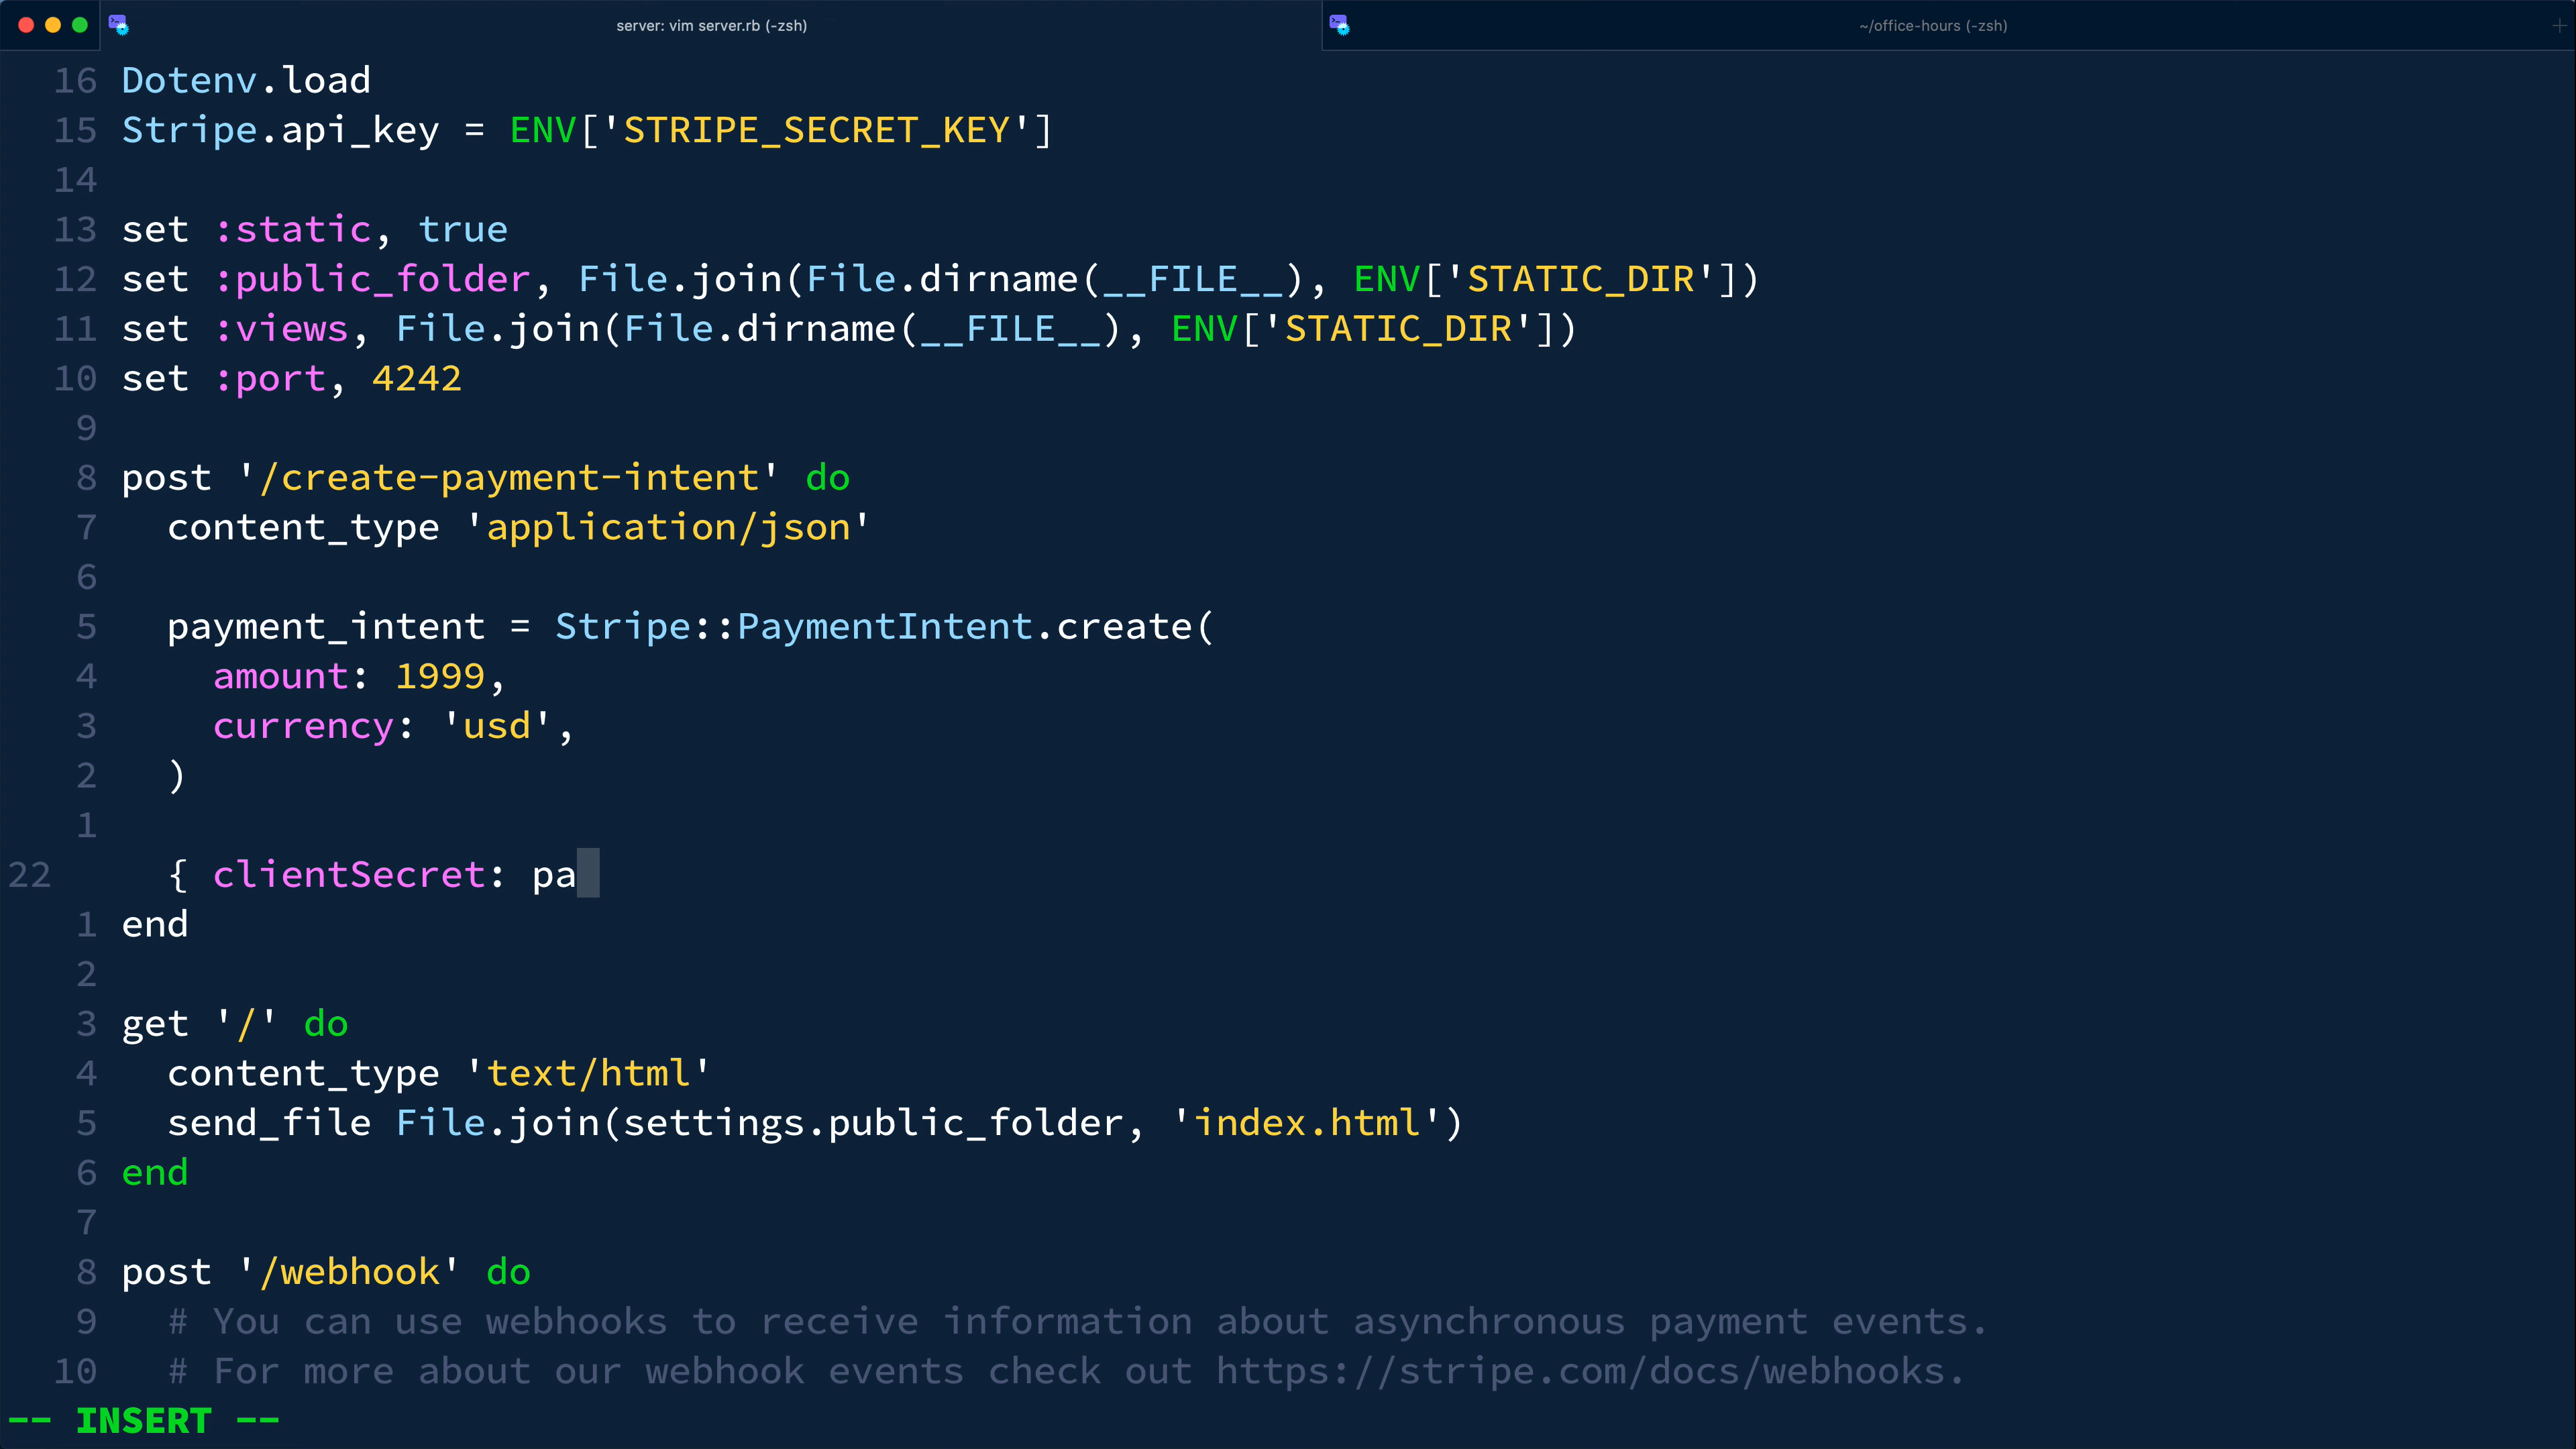 server: vim server.rb (-zsh)
~/office-hours (-zsh)
16 Dotenv.load
15 Stripe.api_key = ENV['STRIPE_SECRET_KEY']
14
13 set :static, true
12 set :public_folder, File.join(File.dirname(__FILE__), ENV['STATIC_DIR'])
11 set :views, File.join(File.dirname(__FILE__), ENV['STATIC_DIR'])
10 set :port, 4242
9
8 post '/create-payment-intent' do
7   content_type 'application/json'
6
5   payment_intent = Stripe::PaymentIntent.create(
4     amount: 1999,
3     currency: 'usd',
2   )
1
22   { clientSecret: pa
1 end
2
3 get '/' do
4   content_type 'text/html'
5   send_file File.join(settings.public_folder, 'index.html')
6 end
7
8 post '/webhook' do
9   # You can use webhooks to receive information about asynchronous payment events.
10   # For more about our webhook events check out https://stripe.com/docs/webhooks.
-- INSERT --